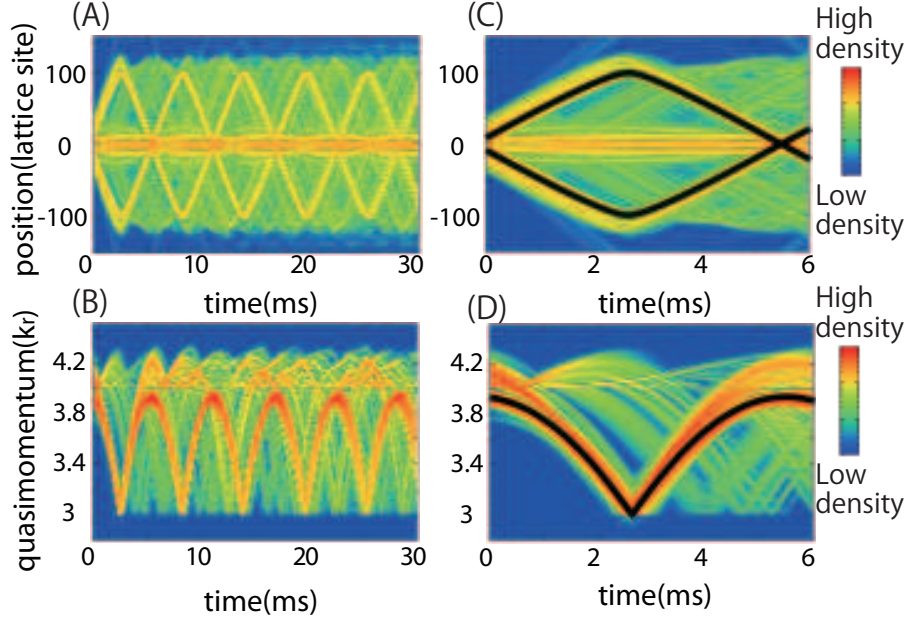 (A)
(C)
High
density
Low
density
position(lattice site)
100
0
-100
0 10 20 30
time(ms)
100
0
-100
0 2 4 6
time(ms)
(B)
(D)
High
density
Low
density
quasimomentum(kr)
4.2
3.8
3.4
3
0 10 20 30
time(ms)
4.2
3.8
3.4
3
0 2 4 6
time(ms)